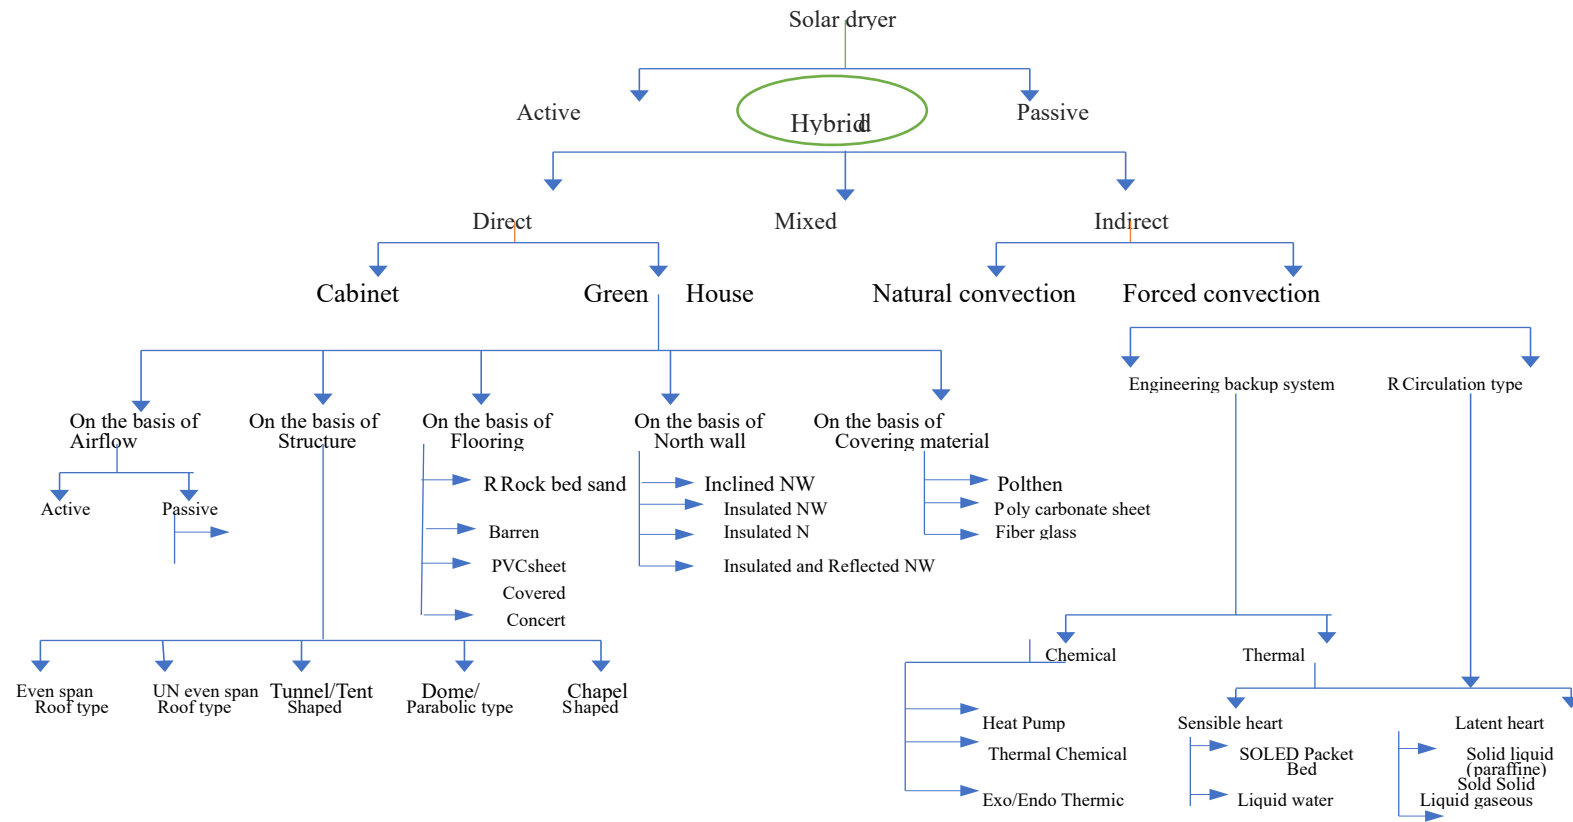 Solar dryer
Active
Hybrid
Passive
Direct
Mixed
Indirect
Cabinet
Green House
Natural convection
Forced convection
Engineering backup system
R Circulation type
On the basis of
Airflow
On the basis of
Structure
On the basis of
Flooring
On the basis of
North wall
On the basis of
Covering material
Active
Passive
R Rock bed sand
Barren
PVCsheet
Covered
Concert
Inclined NW
Insulated NW
Insulated N
Insulated and Reflected NW
Polthen
Poly carbonate sheet
Fiber glass
Chemical
Thermal
Even span
Roof type
UN even span
Roof type
Tunnel/Tent
Shaped
Dome/
Parabolic type
Chapel
Shaped
Heat Pump
Thermal Chemical
Exo/Endo Thermic
Sensible heart
SOLED Packet
Bed
Liquid water
Latent heart
Solid liquid
(paraffine)
Sold Solid
Liquid gaseous